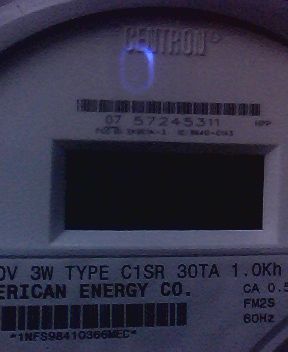 CENTRON®
07 57245311
0V 3W TYPE C1SR 30TA 1.0Kh
ERICAN ENERGY CO. CA 0.5
FM2S
60Hz
*1NFS98410366MEC*